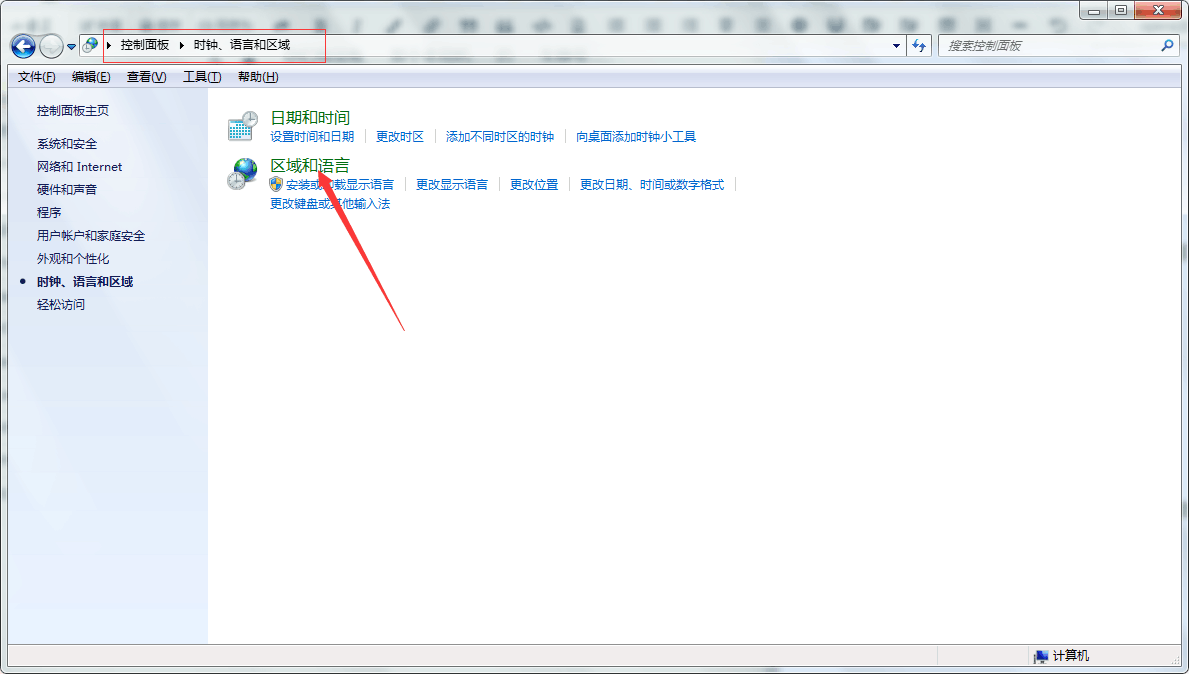 控制面板 ▸ 时钟、语言和区域
搜索控制面板
文件(F) 编辑(E) 查看(V) 工具(T) 帮助(H)
控制面板主页
系统和安全
网络和 Internet
硬件和声音
程序
用户帐户和家庭安全
外观和个性化
时钟、语言和区域
轻松访问
日期和时间
设置时间和日期 更改时区 添加不同时区的时钟 向桌面添加时钟小工具
区域和语言
安装或卸载显示语言 更改显示语言 更改位置 更改日期、时间或数字格式
更改键盘或其他输入法
计算机